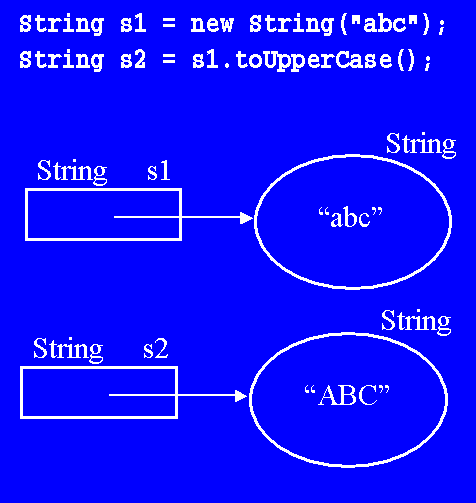 String s1 = new String("abc");
String s2 = s1.toUpperCase();
String
String s1
“abc”
String
String s2
“ABC”